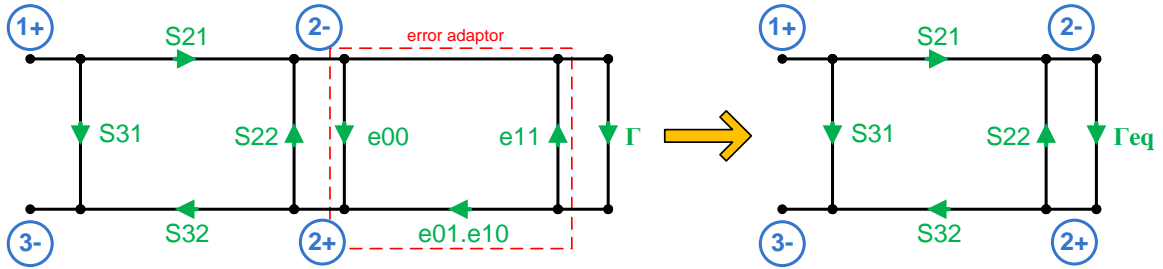 1+
S21
2-
error adaptor
S31
S22
e00
e11
Γ
3-
S32
2+
e01.e10
1+
S21
2-
S31
S22
Γeq
3-
S32
2+